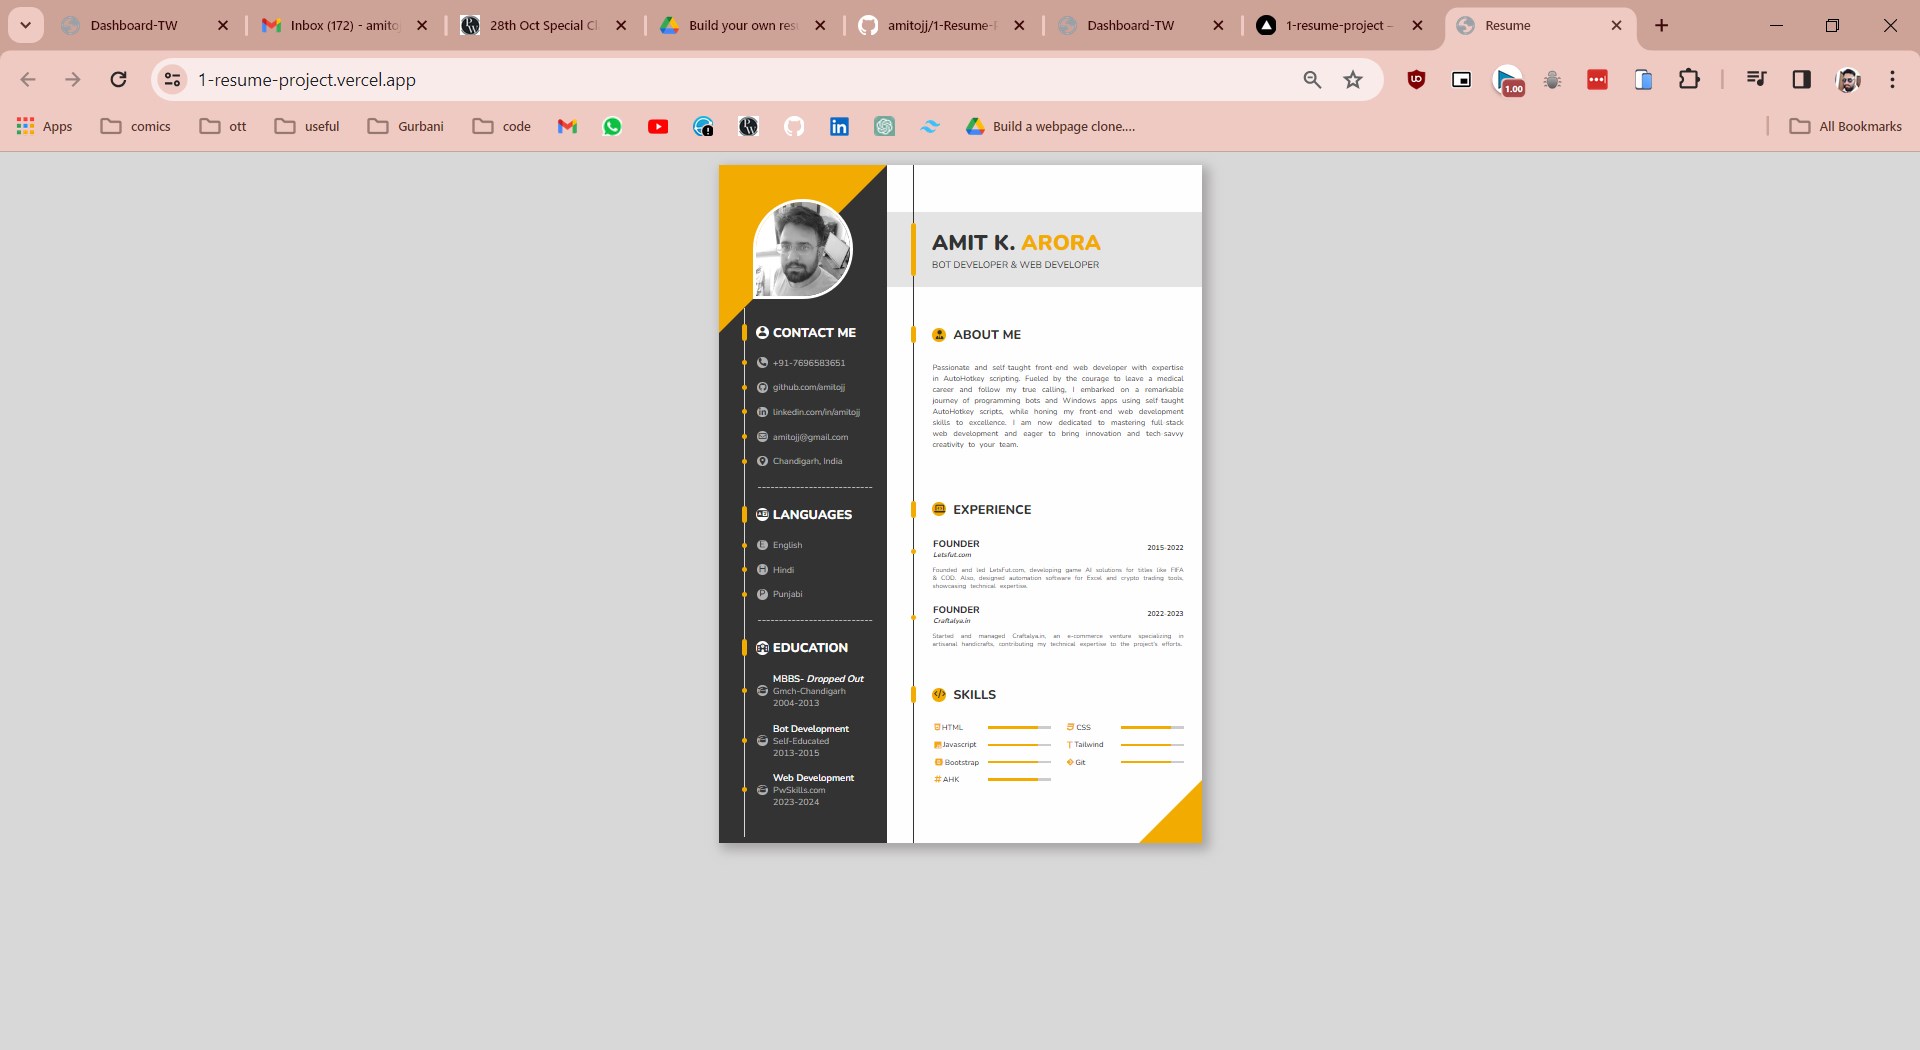 Dashboard-TW
Inbox (172) - amito
28th Oct Special Cl
Build your own res
amitojj/1-Resume-
Dashboard-TW
1-resume-project –
Resume
1-resume-project.vercel.app
1.00
Apps
comics
ott
useful
Gurbani
code
Build a webpage clone....
All Bookmarks
AMIT K. ARORA
BOT DEVELOPER & WEB DEVELOPER
CONTACT ME
+91-7696583651
github.com/amitojj
linkedin.com/in/amitojj
amitojj@gmail.com
Chandigarh, India
LANGUAGES
English
Hindi
Punjabi
EDUCATION
MBBS- Dropped Out
Gmch-Chandigarh
2004-2013
Bot Development
Self-Educated
2013-2015
Web Development
PwSkills.com
2023-2024
ABOUT ME
Passionate and self-taught front-end web developer with expertise
in AutoHotkey scripting. Fueled by the courage to leave a medical
career and follow my true calling, I embarked on a remarkable
journey of programming bots and Windows apps using self-taught
AutoHotkey scripts, while honing my front-end web development
skills to excellence. I am now dedicated to mastering full-stack
web development and eager to bring innovation and tech-savvy
creativity to your team.
EXPERIENCE
FOUNDER
2015-2022
Letsfut.com
Founded and led LetsFut.com, developing game AI solutions for titles like FIFA
& COD. Also, designed automation software for Excel and crypto trading tools,
showcasing technical expertise.
FOUNDER
2022-2023
Craftalya.in
Started and managed Craftalya.in, an e-commerce venture specializing in
artisanal handicrafts, contributing my technical expertise to the project's efforts.
SKILLS
HTML
CSS
Javascript
Tailwind
Bootstrap
Git
AHK